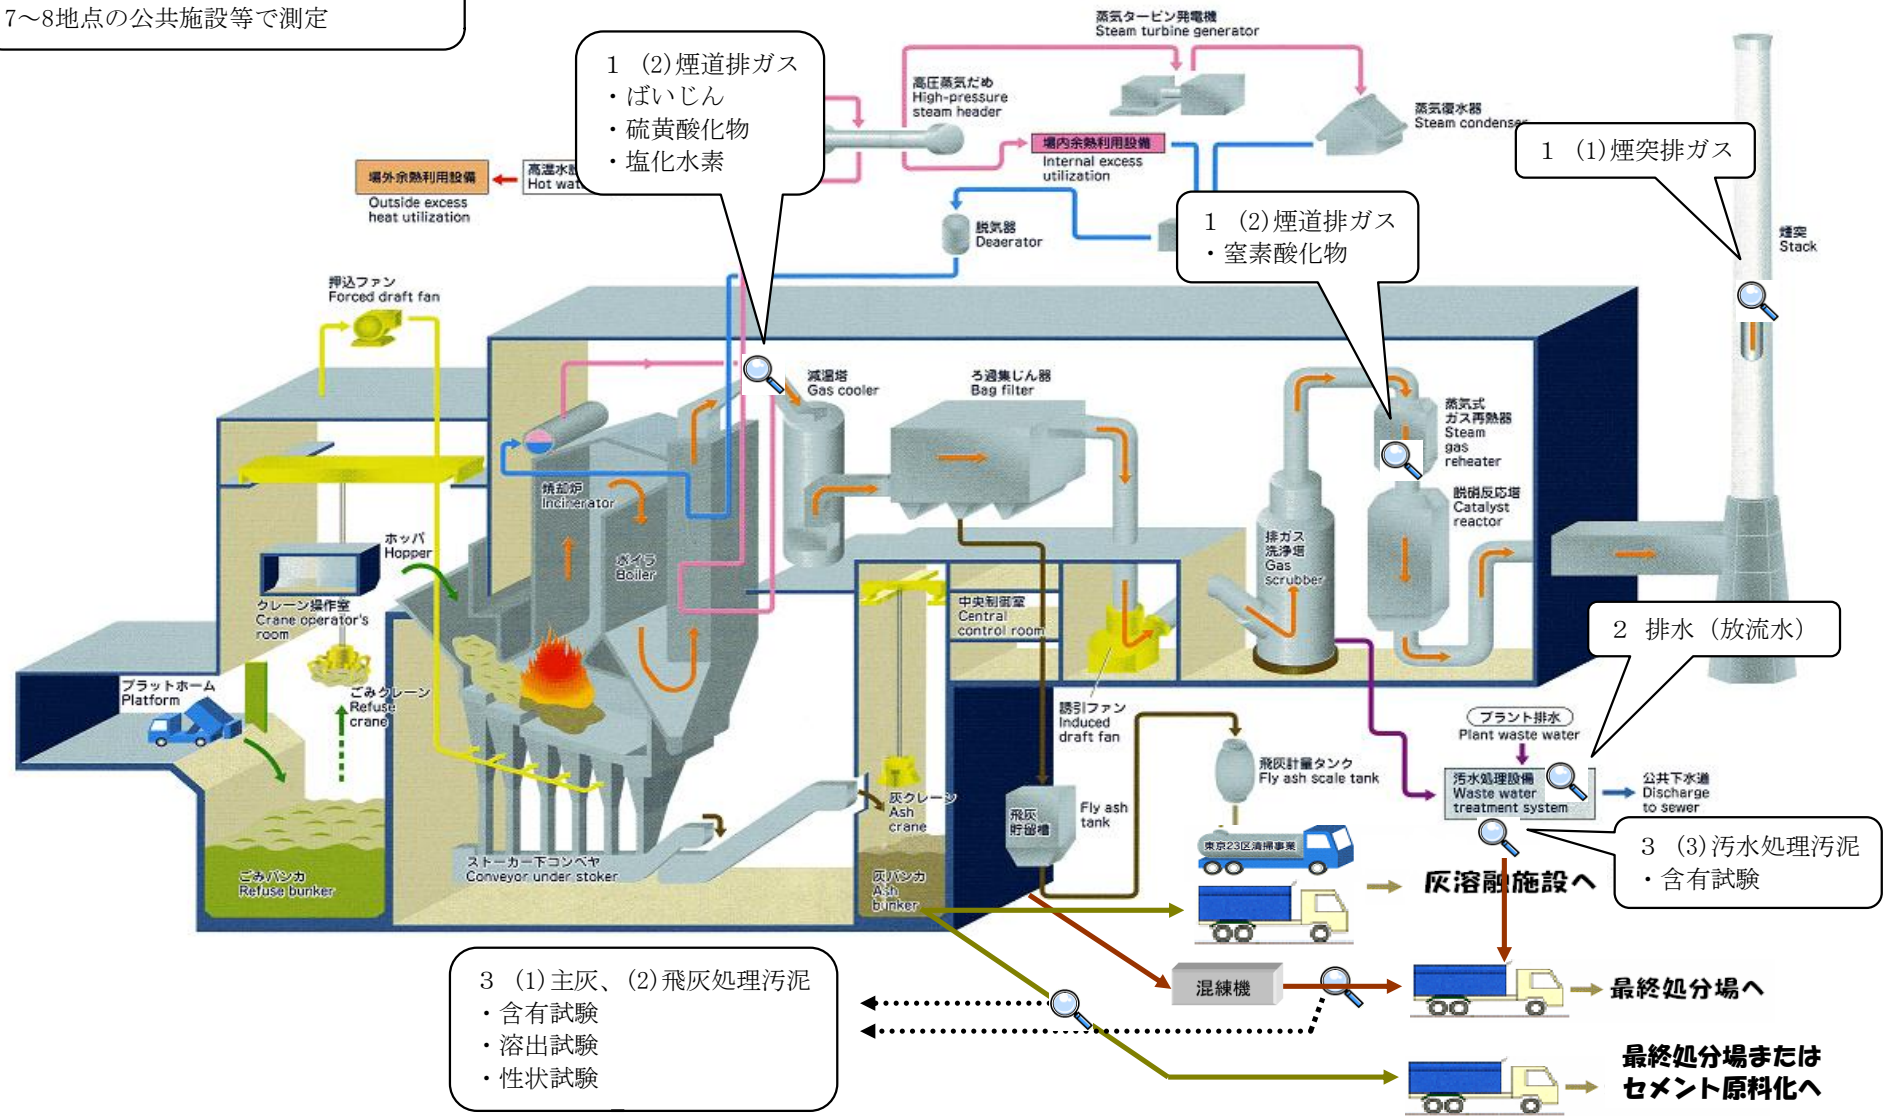 7～8地点の公共施設等で測定
1 (2)煙道排ガス
・ばいじん
・硫黄酸化物
・塩化水素
蒸気タービン発電機
Steam turbine generator
高圧蒸気だめ
High-pressure
steam header
蒸気復水器
Steam condenser
1 (1)煙突排ガス
場内余熱利用設備
Internal excess
utilization
場外余熱利用設備
Outside excess
heat utilization
高温水
Hot
脱気器
Deaerator
1 (2)煙道排ガス
・窒素酸化物
煙突
Stack
押込ファン
Forced draft fan
減温塔
Gas cooler
ろ過集じん器
Bag filter
蒸気式
ガス再熱器
Steam
gas
reheater
焼却炉
Incinerator
脱硝反応塔
Catalyst
reactor
ホッパ
Hopper
ボイラ
Boiler
排ガス
洗浄塔
Gas
scrubber
クレーン操作室
Crane operator's
room
中央制御室
Central
control room
2 排水（放流水）
プラットホーム
Platform
ごみクレーン
Refuse
crane
誘引ファン
Induced
draft fan
プラント排水
Plant waste water
飛灰計量タンク
Fly ash scale tank
汚水処理設備
Waste water
treatment system
公共下水道
Discharge
to sewer
灰クレーン
Ash
crane
飛灰
貯留槽
Fly ash
tank
東京23区清掃事業
3 (3)汚水処理汚泥
・含有試験
ストーカー下コンベヤ
Conveyor under stoker
ごみバンカ
Refuse bunker
灰バンカ
Ash
bunker
灰溶融施設へ
3 (1)主灰、(2)飛灰処理汚泥
・含有試験
・溶出試験
・性状試験
混練機
最終処分場へ
最終処分場または
セメント原料化へ